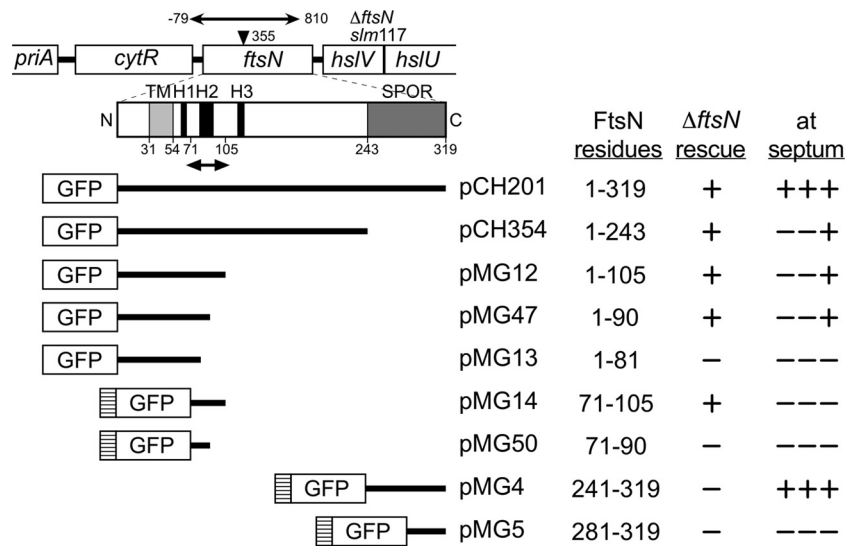 -79 810 ΔftsN
355 slm117
priA cytR ftsN hslV hslU
TM H1 H2 H3 SPOR
N C
31 54 71 105 243 319
FtsN ΔftsN at
residues rescue septum
GFP pCH201 1-319 + +++
GFP pCH354 1-243 + −−+
GFP pMG12 1-105 + −−+
GFP pMG47 1-90 + −−+
GFP pMG13 1-81 − −−−
GFP pMG14 71-105 + −−−
GFP pMG50 71-90 − −−−
GFP pMG4 241-319 − +++
GFP pMG5 281-319 − −−−